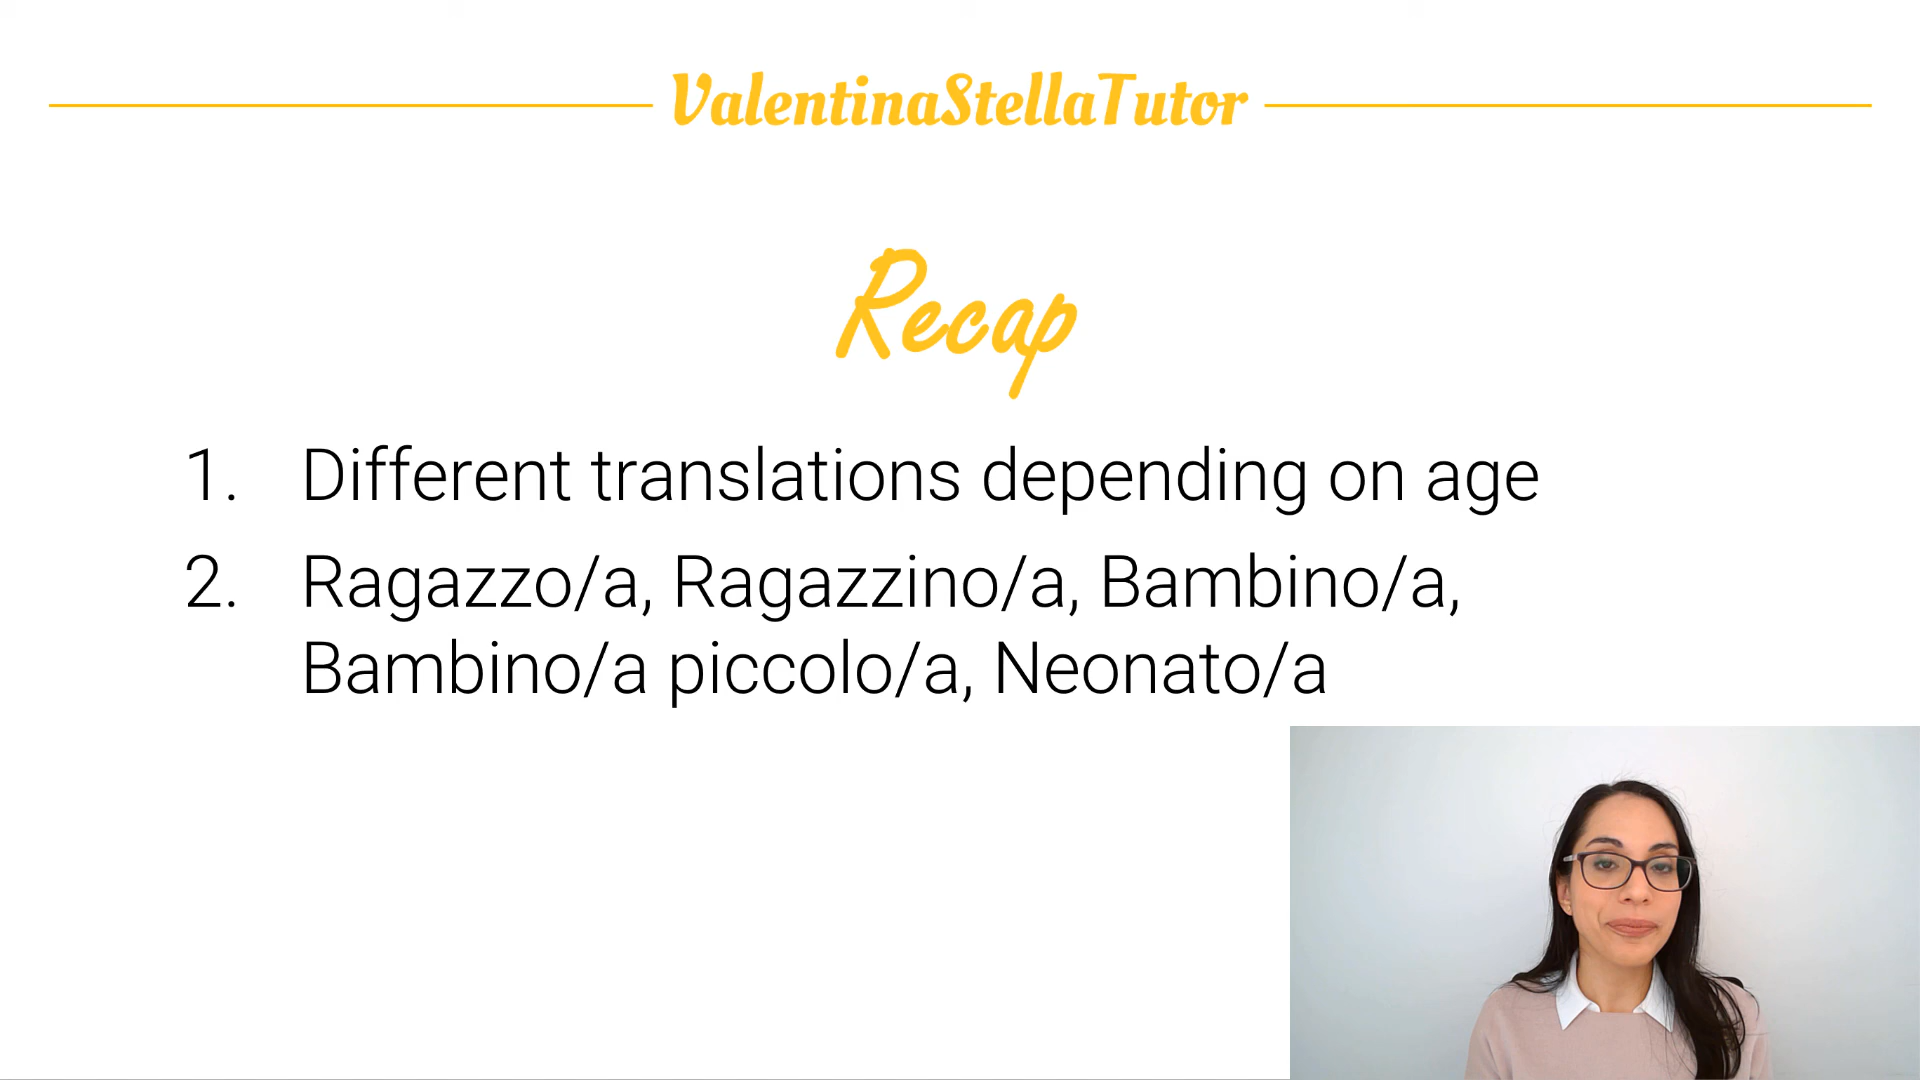 ValentinaStellaTutor
Recap
1. Different translations depending on age
2. Ragazzo/a, Ragazzino/a, Bambino/a,
Bambino/a piccolo/a, Neonato/a